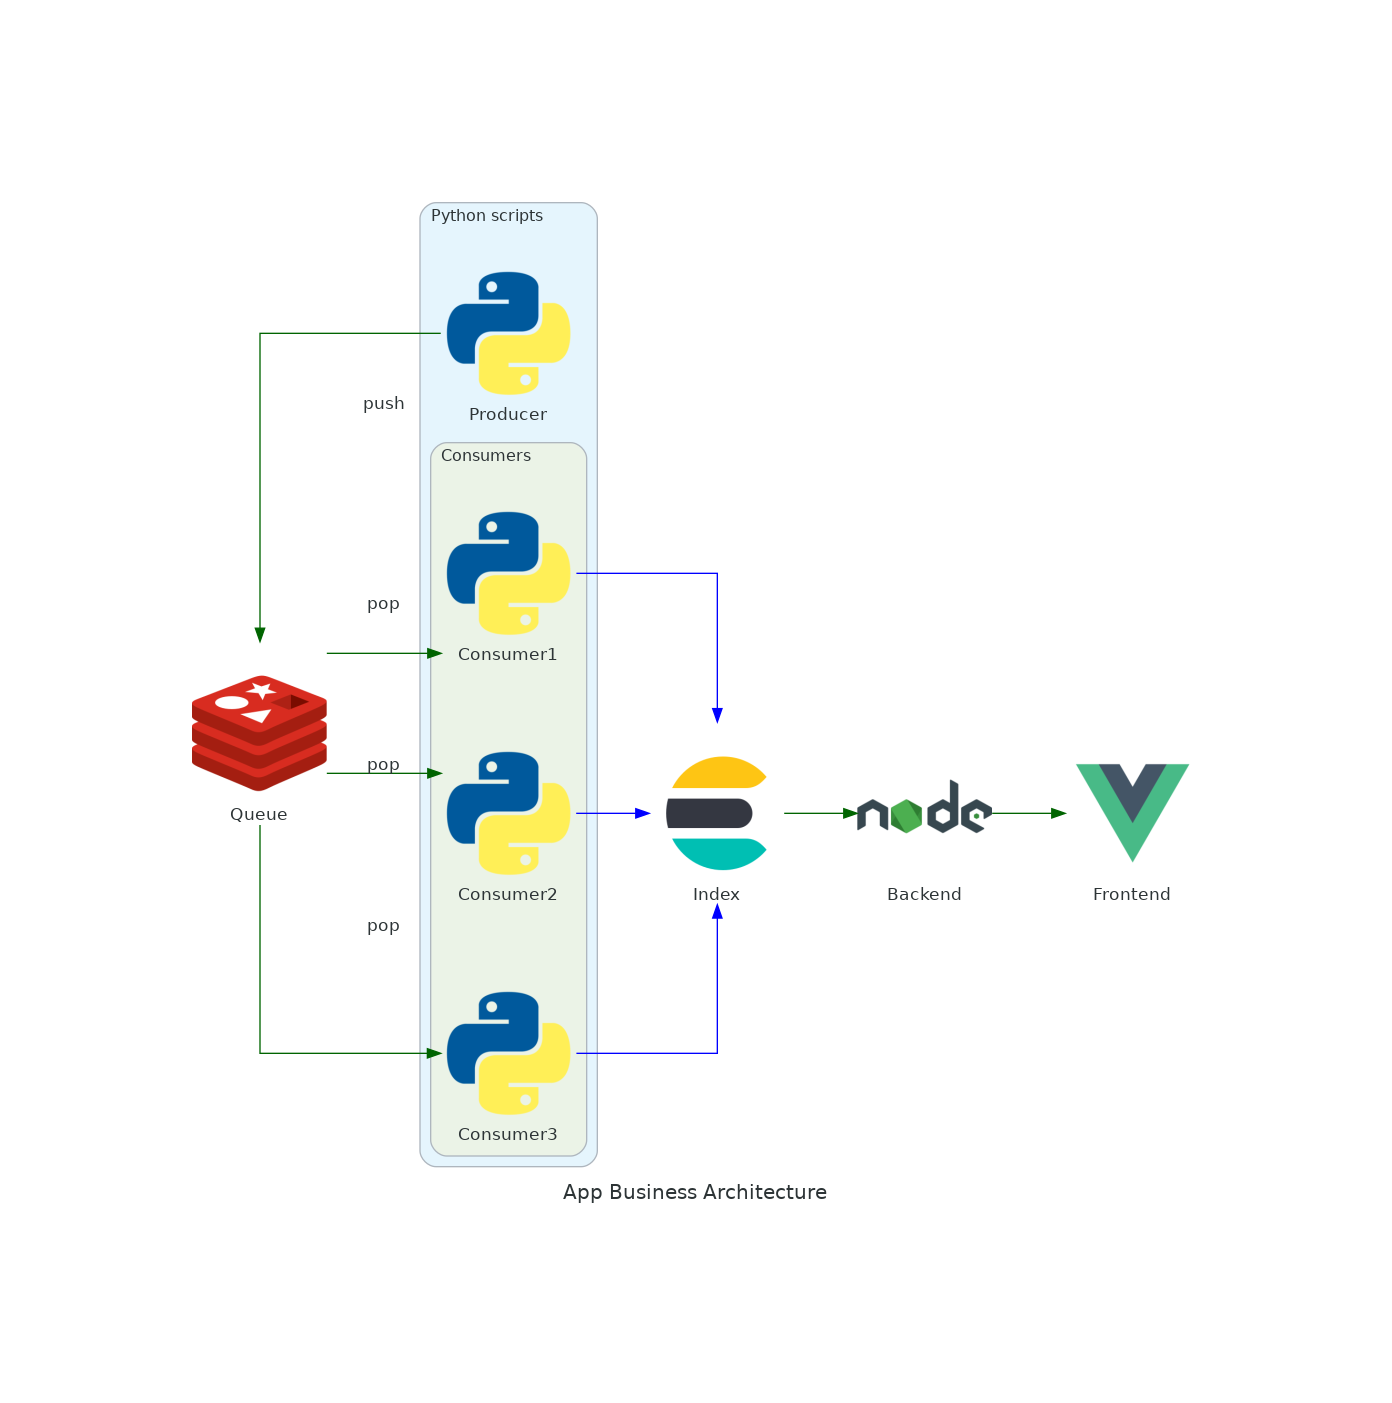 Python scripts
Producer
push
Consumers
pop
Consumer1
pop
Queue
Consumer2
Index
node
Backend
Frontend
pop
Consumer3
App Business Architecture